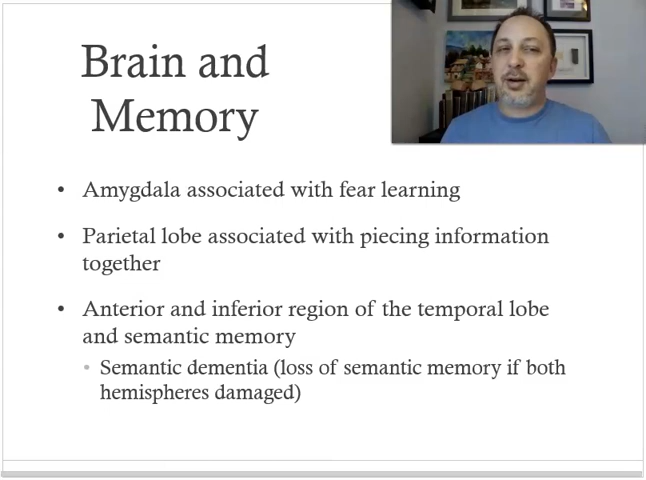 Brain and
Memory
• Amygdala associated with fear learning
• Parietal lobe associated with piecing information
together
• Anterior and inferior region of the temporal lobe
and semantic memory
• Semantic dementia (loss of semantic memory if both
hemispheres damaged)